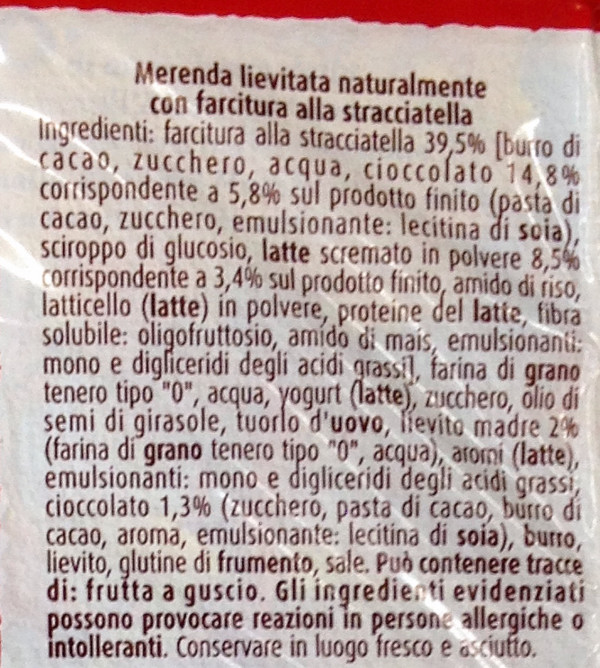 Merenda lievitata naturalmente
con farcitura alla stracciatella
Ingredienti: farcitura alla stracciatella 39,5% [burro di
cacao, zucchero, acqua, cioccolato 14,8%
corrispondente a 5,8% sul prodotto finito (pasta di
cacao, zucchero, emulsionante: lecitina di soia),
sciroppo di glucosio, latte scremato in polvere 8,5%
corrispondente a 3,4% sul prodotto finito, amido di riso,
latticello (latte) in polvere, proteine del latte, fibra
solubile: oligofruttosio, amido di mais, emulsionanti:
mono e digliceridi degli acidi grassi], farina di grano
tenero tipo "0", acqua, yogurt (latte), zucchero, olio di
semi di girasole, tuorlo d'uovo, lievito madre 2%
(farina di grano tenero tipo "0", acqua), aromi (latte),
emulsionanti: mono e digliceridi degli acidi grassi,
cioccolato 1,3% (zucchero, pasta di cacao, burro di
cacao, aroma, emulsionante: lecitina di soia), burro,
lievito, glutine di frumento, sale. Può contenere tracce
di: frutta a guscio. Gli ingredienti evidenziati
possono provocare reazioni in persone allergiche o
intolleranti. Conservare in luogo fresco e asciutto.